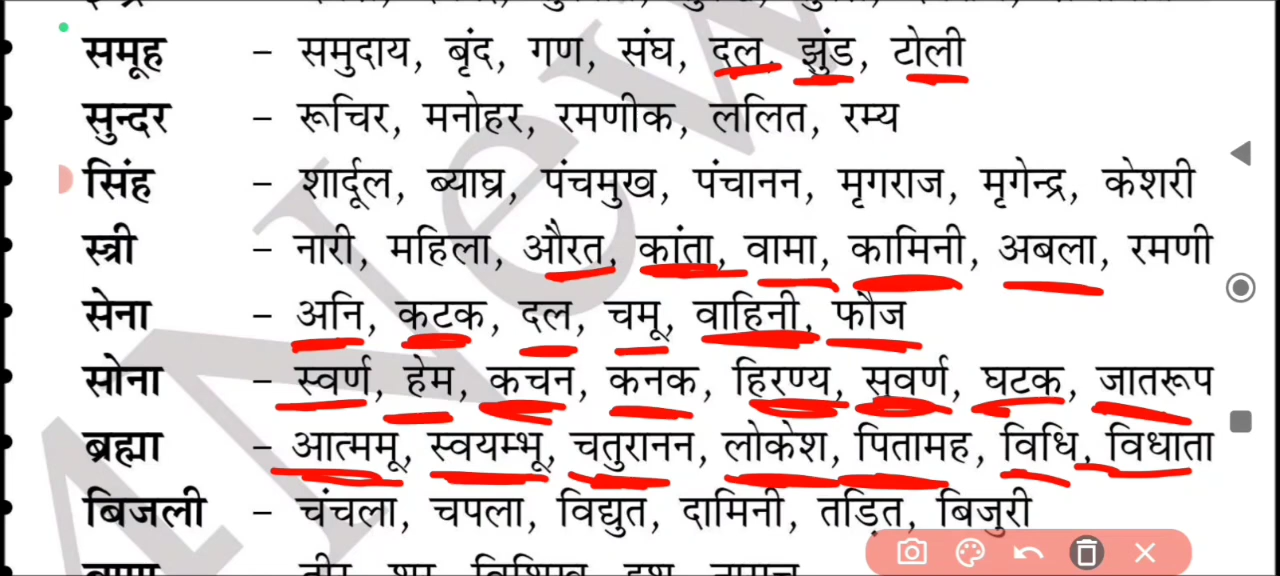 समूह – समुदाय, बृंद, गण, संघ, दल, झुंड, टोली
सुन्दर – रूचिर, मनोहर, रमणीक, ललित, रम्य
सिंह – शार्दूल, ब्याघ्र, पंचमुख, पंचानन, मृगराज, मृगेन्द्र, केशरी
स्त्री – नारी, महिला, औरत, कांता, वामा, कामिनी, अबला, रमणी
सेना – अनि, कटक, दल, चमू, वाहिनी, फौज
सोना – स्वर्ण, हेम, कचन, कनक, हिरण्य, सुवर्ण, घटक, जातरूप
ब्रह्मा – आत्ममू, स्वयम्भू, चतुरानन, लोकेश, पितामह, विधि, विधाता
बिजली – चंचला, चपला, विद्युत, दामिनी, तड़ित, बिजुरी
New